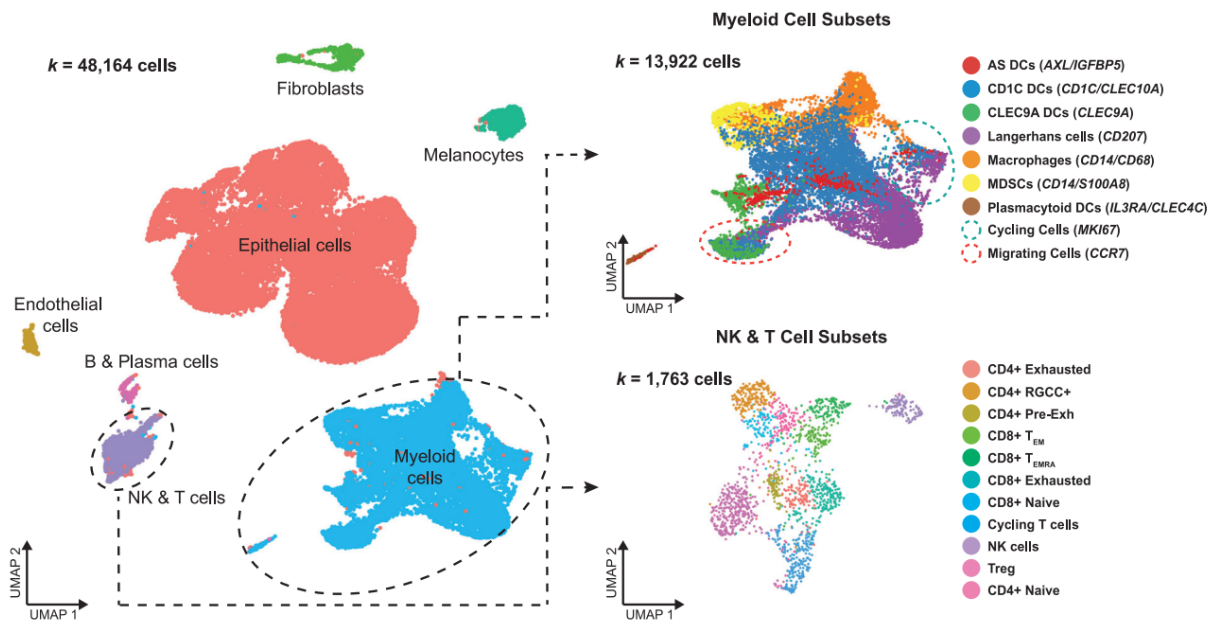 k = 48,164 cells
Fibroblasts
Melanocytes
Epithelial cells
Endothelial
cells
B & Plasma cells
NK & T cells
Myeloid
cells
UMAP 2
UMAP 1
Myeloid Cell Subsets
k = 13,922 cells
AS DCs (AXL/IGFBP5)
CD1C DCs (CD1C/CLEC10A)
CLEC9A DCs (CLEC9A)
Langerhans cells (CD207)
Macrophages (CD14/CD68)
MDSCs (CD14/S100A8)
Plasmacytoid DCs (IL3RA/CLEC4C)
Cycling Cells (MKI67)
Migrating Cells (CCR7)
UMAP 2
UMAP 1
NK & T Cell Subsets
k = 1,763 cells
CD4+ Exhausted
CD4+ RGCC+
CD4+ Pre-Exh
CD8+ TEM
CD8+ TEMRA
CD8+ Exhausted
CD8+ Naive
Cycling T cells
NK cells
Treg
CD4+ Naive
UMAP 2
UMAP 1